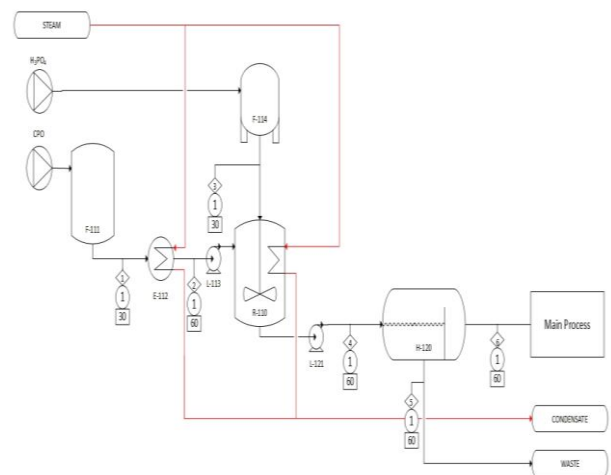 STEAM
H₃PO₄
F-114
CPO
F-111
3
1
30
1
1
30
E-112
2
1
60
L-113
R-110
L-121
4
1
60
H-120
6
1
60
Main Process
5
1
60
CONDENSATE
WASTE